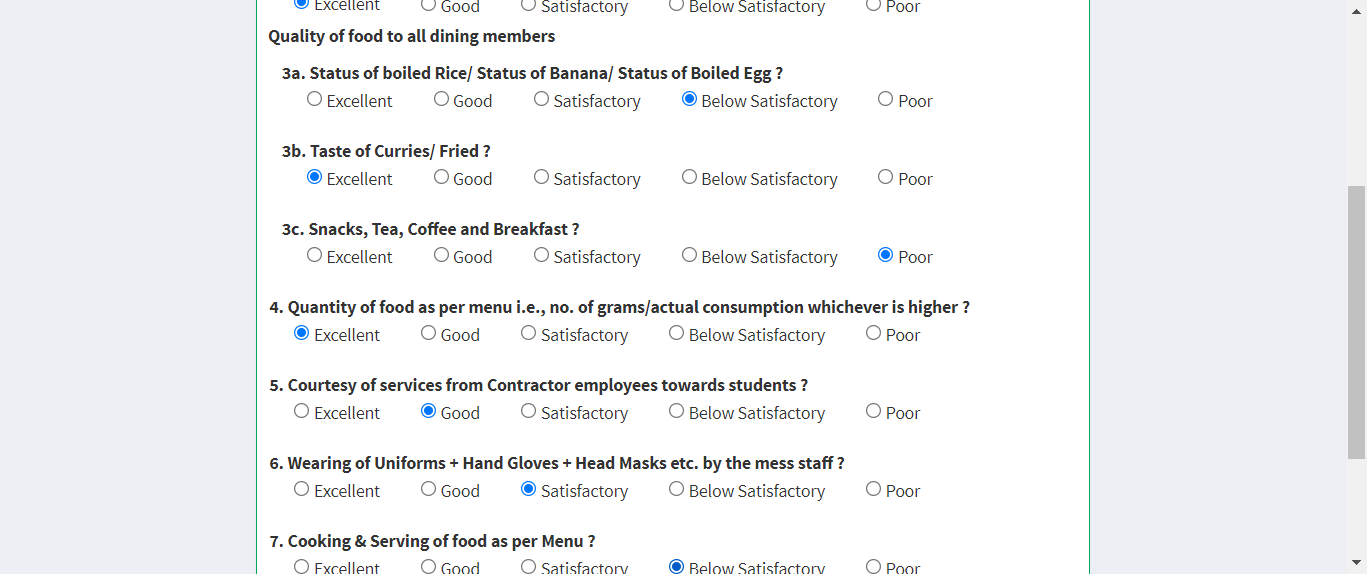 Excellent Good Satisfactory Below Satisfactory Poor
Quality of food to all dining members
3a. Status of boiled Rice/ Status of Banana/ Status of Boiled Egg ?
Excellent Good Satisfactory Below Satisfactory Poor
3b. Taste of Curries/ Fried ?
Excellent Good Satisfactory Below Satisfactory Poor
3c. Snacks, Tea, Coffee and Breakfast ?
Excellent Good Satisfactory Below Satisfactory Poor
4. Quantity of food as per menu i.e., no. of grams/actual consumption whichever is higher ?
Excellent Good Satisfactory Below Satisfactory Poor
5. Courtesy of services from Contractor employees towards students ?
Excellent Good Satisfactory Below Satisfactory Poor
6. Wearing of Uniforms + Hand Gloves + Head Masks etc. by the mess staff ?
Excellent Good Satisfactory Below Satisfactory Poor
7. Cooking & Serving of food as per Menu ?
Excellent Good Satisfactory Below Satisfactory Poor